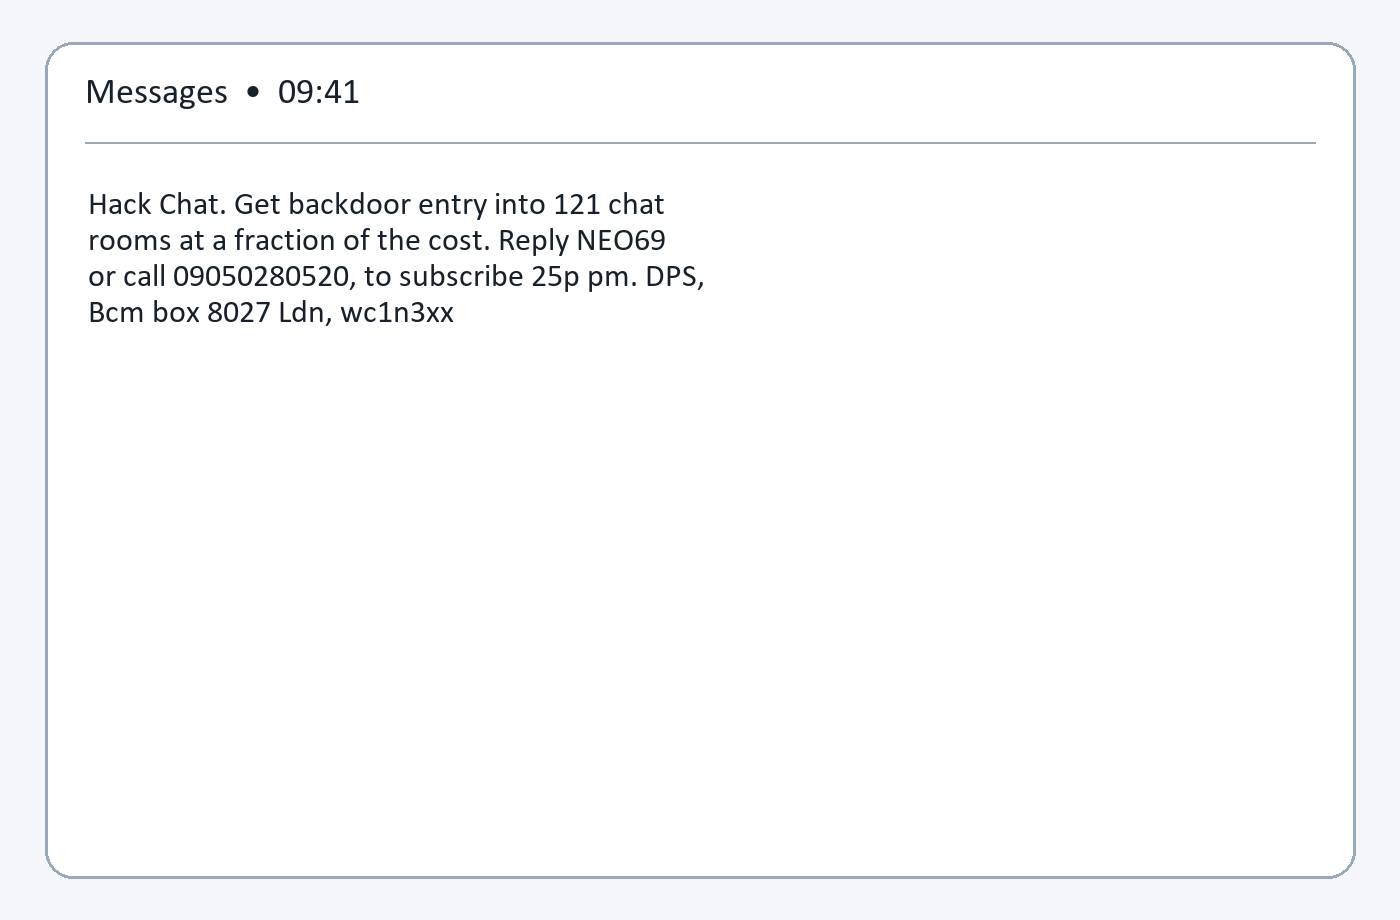 Messages • 09:41
Hack Chat. Get backdoor entry into 121 chat
rooms at a fraction of the cost. Reply NEO69
or call 09050280520, to subscribe 25p pm. DPS,
Bcm box 8027 Ldn, wc1n3xx